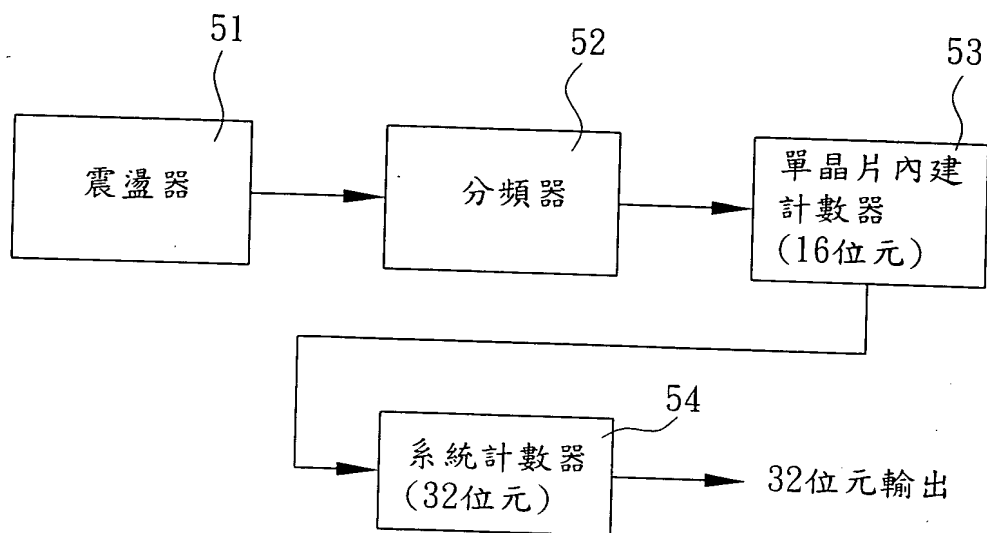 51
52
53
震盪器
分頻器
單晶片內建
計數器
(16位元)
54
系統計數器
(32位元)
32位元輸出